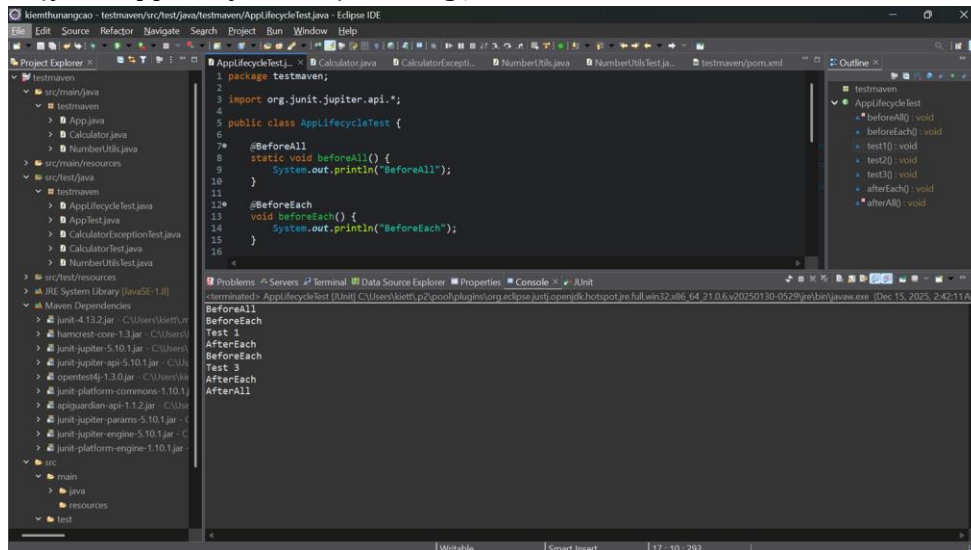 kiemthunangcao - testmaven/src/test/java/testmaven/AppLifecycleTest.java - Eclipse IDE
File Edit Source Refactor Navigate Search Project Run Window Help
Project Explorer ×
testmaven
src/main/java
testmaven
App.java
Calculator.java
NumberUtils.java
src/main/resources
src/test/java
testmaven
AppLifecycleTest.java
AppTest.java
CalculatorExceptionTest.java
CalculatorTest.java
NumberUtilsTest.java
src/test/resources
JRE System Library [JavaSE-1.8]
Maven Dependencies
junit-4.13.2.jar - C:\Users\kiett\.m
hamcrest-core-1.3.jar - C:\Users\
junit-jupiter-5.10.1.jar - C:\Users\
junit-jupiter-api-5.10.1.jar - C:\Us
opentest4j-1.3.0.jar - C:\Users\kie
junit-platform-commons-1.10.1.j
apiguardian-api-1.1.2.jar - C:\Use
junit-jupiter-params-5.10.1.jar - C
junit-jupiter-engine-5.10.1.jar - C
junit-platform-engine-1.10.1.jar -
src
main
java
resources
test
AppLifecycleTest.j... × Calculator.java CalculatorExcepti... NumberUtils.java NumberUtilsTest.ja... testmaven/pom.xml
1 package testmaven;
2
3 import org.junit.jupiter.api.*;
4
5 public class AppLifecycleTest {
6
7 @BeforeAll
8 static void beforeAll() {
9 System.out.println("BeforeAll");
10 }
11
12 @BeforeEach
13 void beforeEach() {
14 System.out.println("BeforeEach");
15 }
16
Outline ×
testmaven
AppLifecycleTest
beforeAll() : void
beforeEach() : void
test1() : void
test2() : void
test3() : void
afterEach() : void
afterAll() : void
Problems Servers Terminal Data Source Explorer Properties Console × JUnit
<terminated> AppLifecycleTest [JUnit] C:\Users\kiett\.p2\pool\plugins\org.eclipse.justj.openjdk.hotspot.jre.full.win32.x86_64_21.0.6.v20250130-0529\jre\bin\javaw.exe (Dec 15, 2025, 2:42:11 A
BeforeAll
BeforeEach
Test 1
AfterEach
BeforeEach
Test 3
AfterEach
AfterAll
Writable Smart Insert 17 : 10 : 293